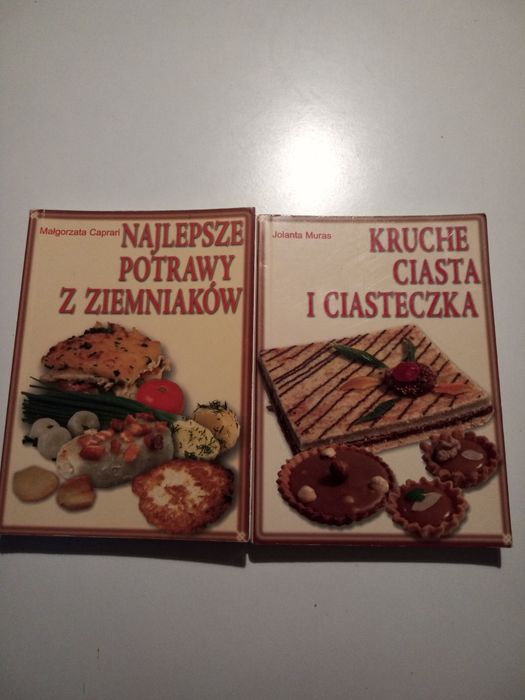 Małgorzata Caprari
NAJLEPSZE
POTRAWY
Z ZIEMNIAKÓW
Jolanta Muras
KRUCHE
CIASTA
I CIASTECZKA